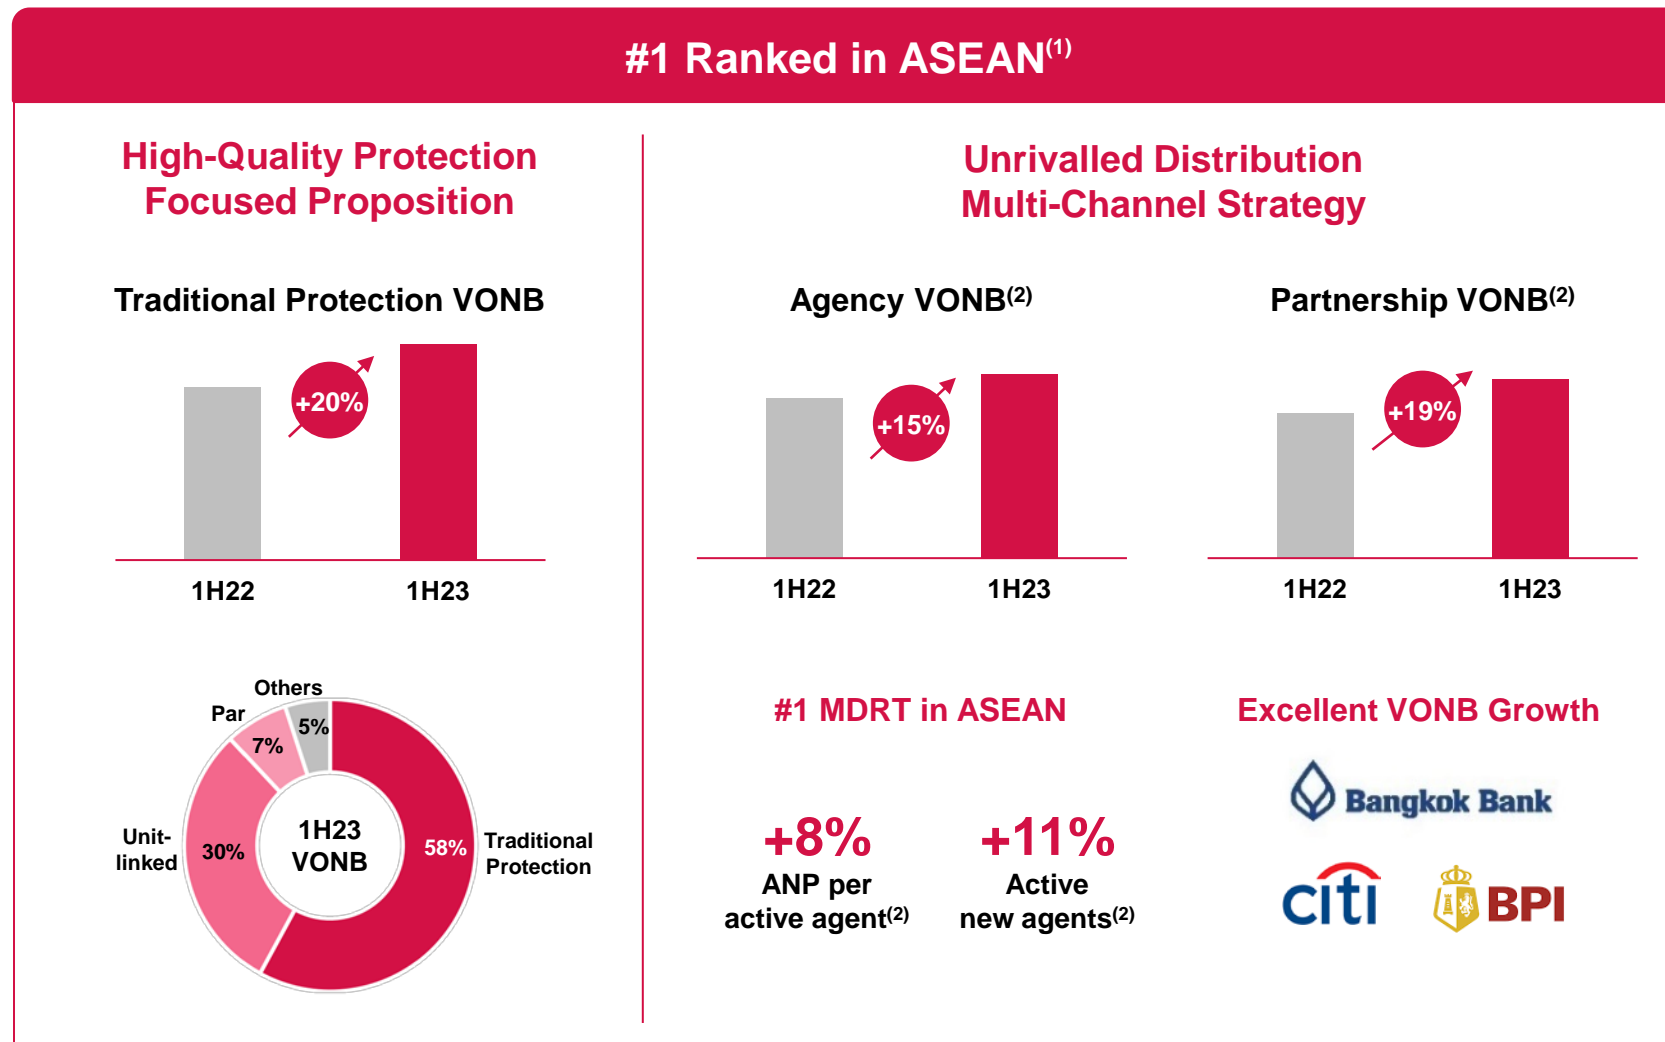 #1 Ranked in ASEAN(1)
High-Quality Protection
Focused Proposition
Traditional Protection VONB
+20%
1H22
1H23
Others
Par
5%
7%
Unit-
linked
30%
1H23
VONB
58%
Traditional
Protection
Unrivalled Distribution
Multi-Channel Strategy
Agency VONB(2)
+15%
1H22
1H23
Partnership VONB(2)
+19%
1H22
1H23
#1 MDRT in ASEAN
+8%
ANP per
active agent(2)
+11%
Active
new agents(2)
Excellent VONB Growth
Bangkok Bank
citi
BPI